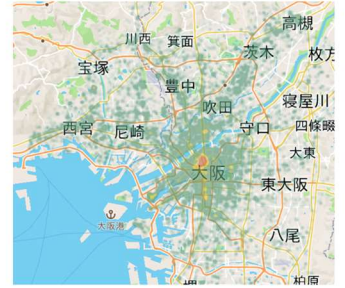 高槻
川西
箕面
茨木
枚方
宝塚
豊中
吹田
寝屋川
西宮
尼崎
守口
四條畷
大東
大阪
東大阪
大阪港
八尾
柏原
堺